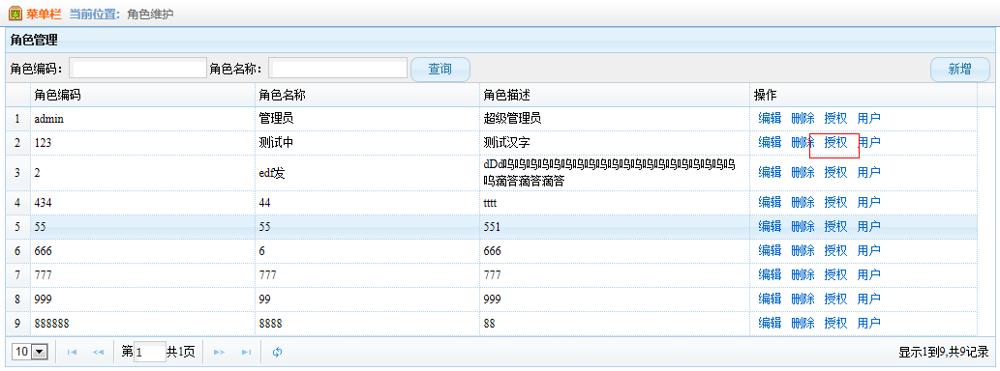 菜单栏 当前位置：角色维护
角色管理
角色编码： 角色名称： 查询 新增
角色编码 角色名称 角色描述 操作
1 admin 管理员 超级管理员 编辑 删除 授权 用户
2 123 测试中 测试汉字 编辑 删除 授权 用户
3 2 edf发 dDd呜呜呜呜呜呜呜呜呜呜呜呜呜呜呜呜呜呜呜呜
呜滴答滴答滴答 编辑 删除 授权 用户
4 434 44 tttt 编辑 删除 授权 用户
5 55 55 551 编辑 删除 授权 用户
6 666 6 666 编辑 删除 授权 用户
7 777 777 777 编辑 删除 授权 用户
8 999 99 999 编辑 删除 授权 用户
9 888888 8888 88 编辑 删除 授权 用户
10 第 1 共1页 显示1到9,共9记录